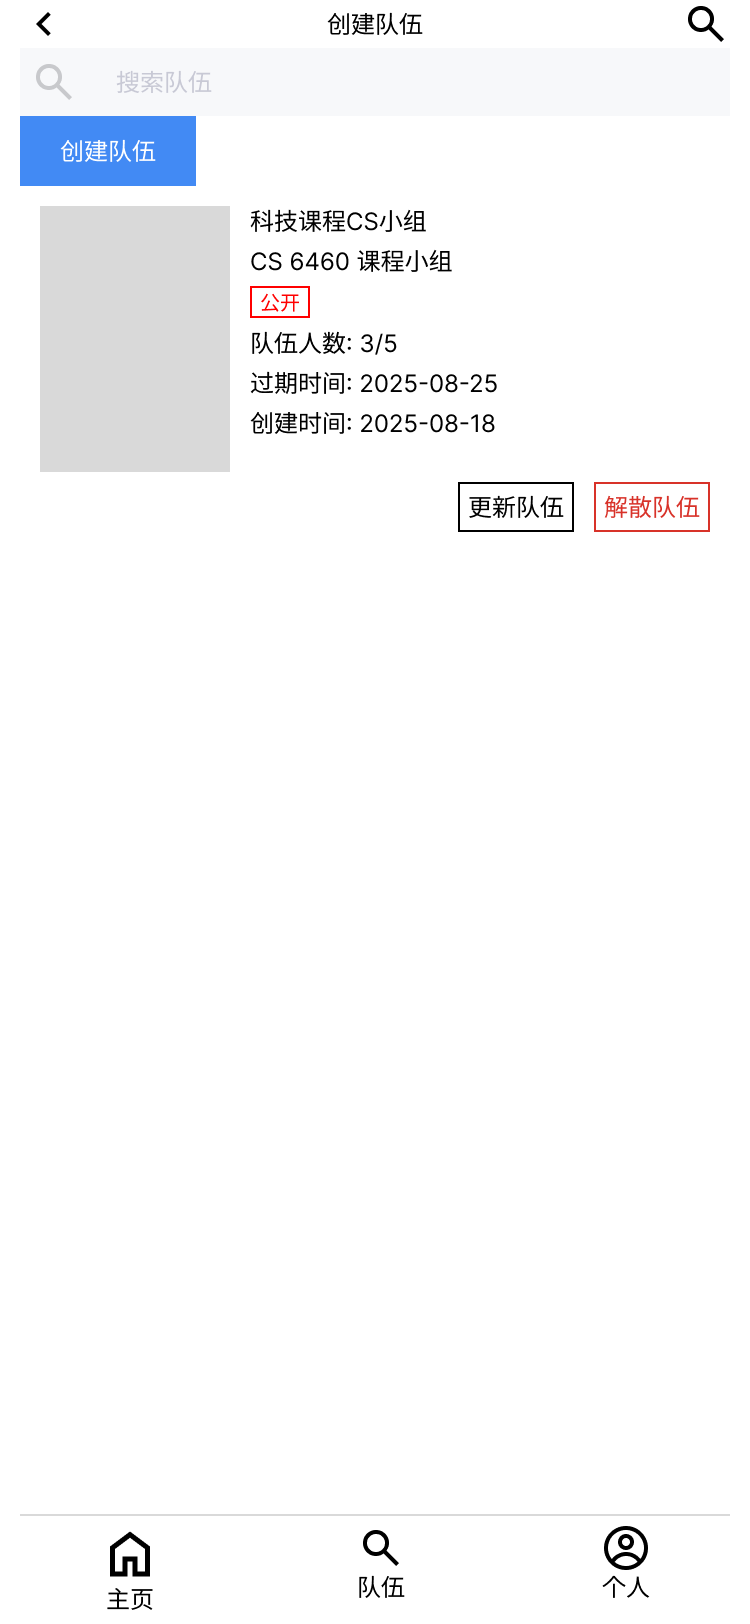 创建队伍
搜索队伍
创建队伍
科技课程CS小组
CS 6460 课程小组
公开
队伍人数: 3/5
过期时间: 2025-08-25
创建时间: 2025-08-18
更新队伍 解散队伍
主页 队伍 个人